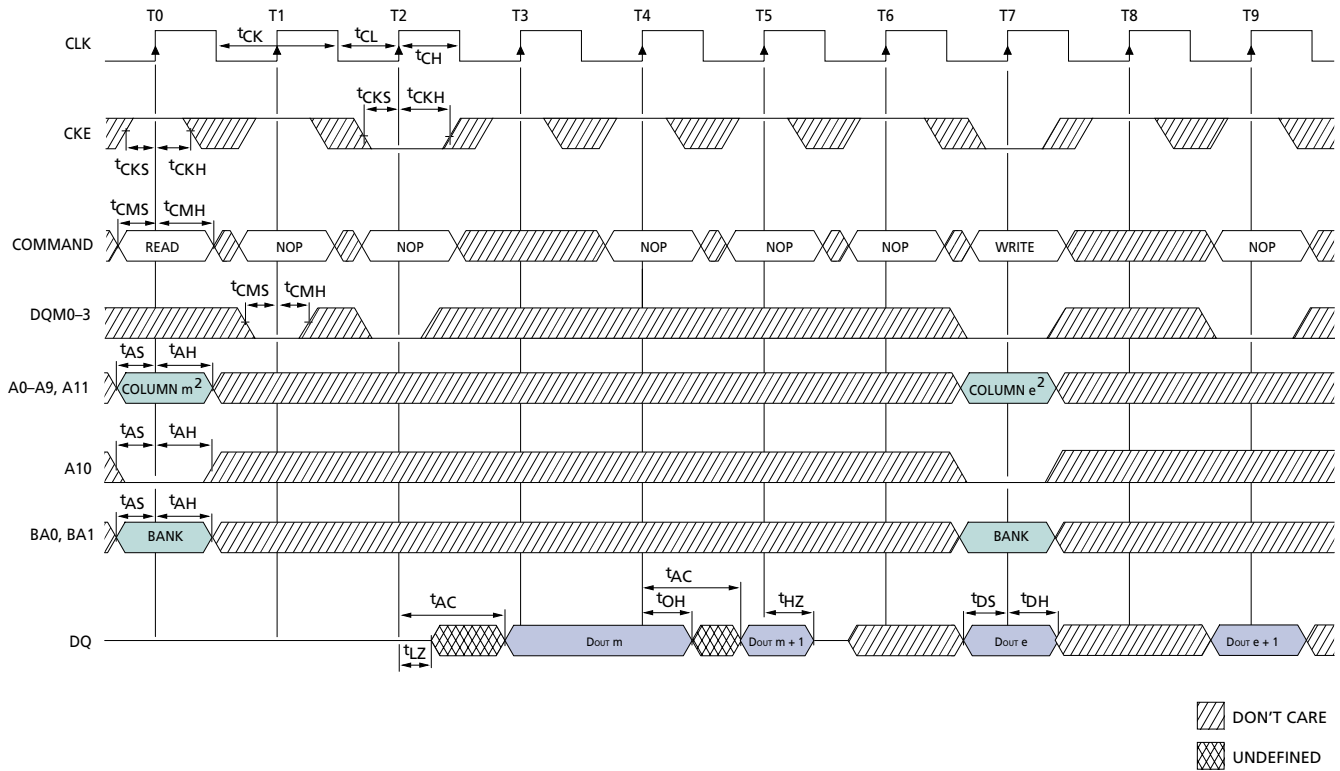 T0 T1 T2 T3 T4 T5 T6 T7 T8 T9
CLK
tCK tCL tCH
tCKS tCKH
CKE
tCKS tCKH
tCMS tCMH
COMMAND READ NOP NOP NOP NOP NOP WRITE NOP
tCMS tCMH
DQM0–3
tAS tAH
A0–A9, A11 COLUMN m2 COLUMN e2
tAS tAH
A10
tAS tAH
BA0, BA1 BANK BANK
tAC tAC tOH tHZ tDS tDH
DQ DOUT m DOUT m + 1 DOUT e DOUT e + 1
tLZ
DON'T CARE
UNDEFINED